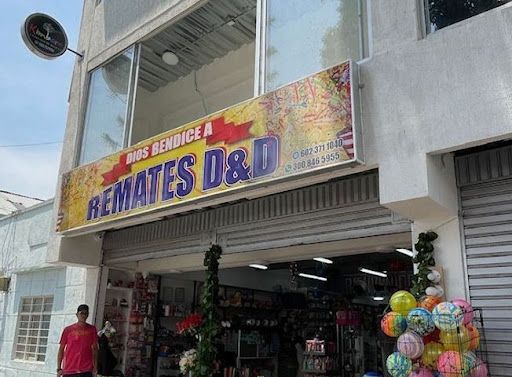 DIOS BENDICE A
REMATES D&D
602 371 1040
300 846 5955